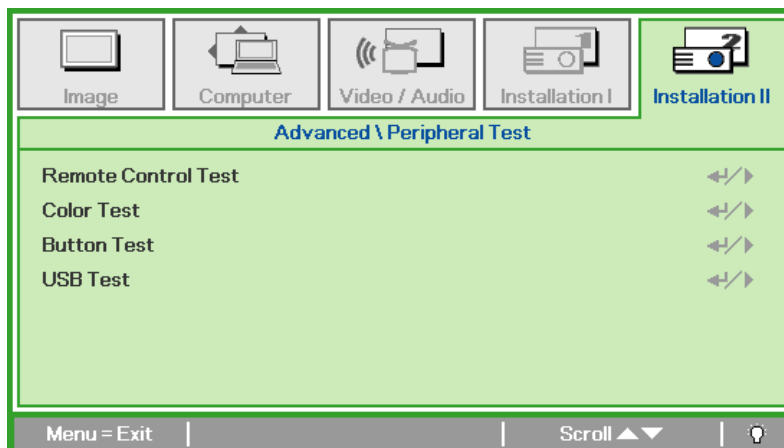 Image
Computer
Video / Audio
Installation I
Installation II
Advanced \ Peripheral Test
Remote Control Test
Color Test
Button Test
USB Test
Menu = Exit
Scroll